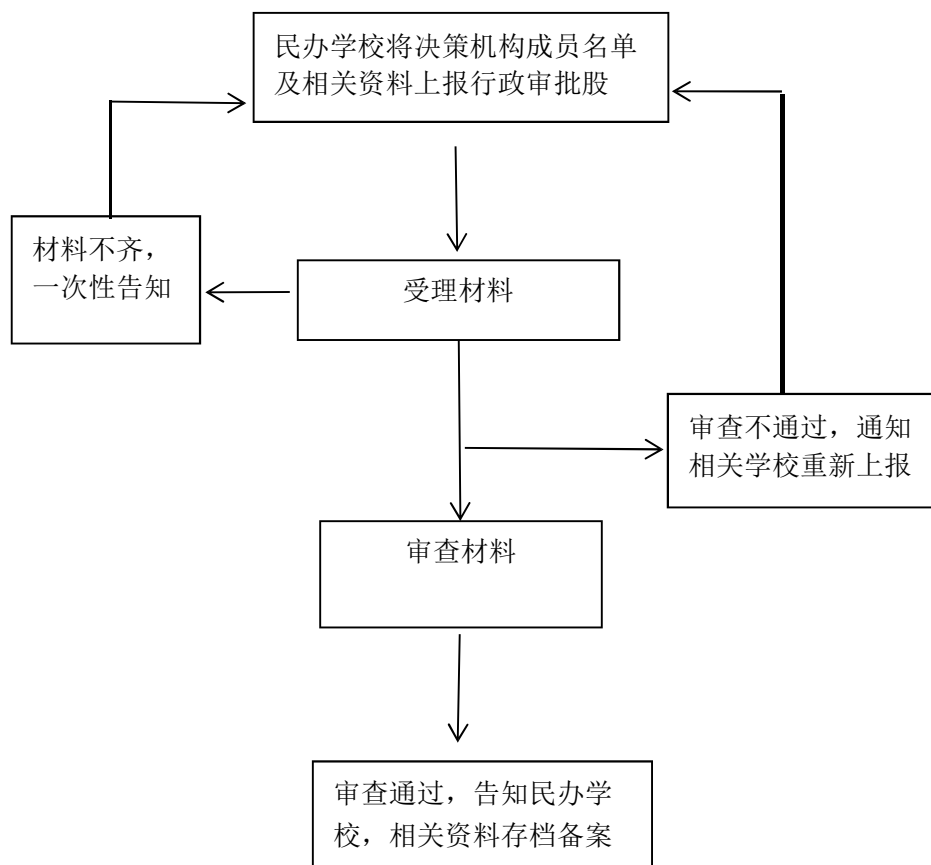 民办学校将决策机构成员名单
及相关资料上报行政审批股
材料不齐，
一次性告知
受理材料
审查不通过，通知
相关学校重新上报
审查材料
审查通过，告知民办学
校，相关资料存档备案